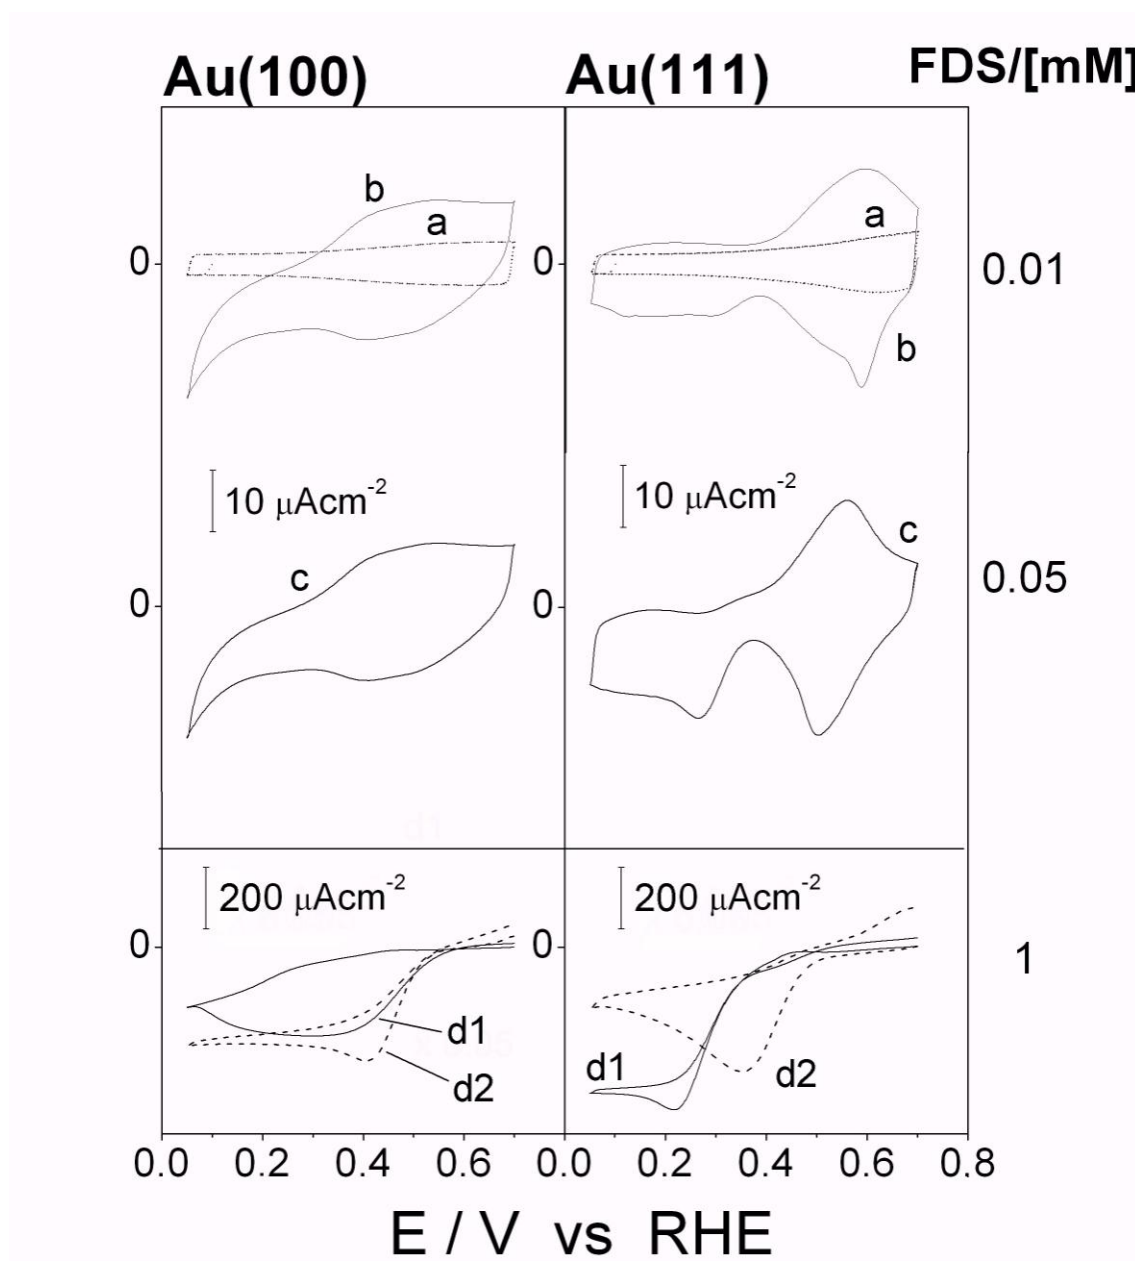 Au(100) Au(111) FDS/[mM]
b a 0 a b 0 0.01
10 μAcm-2 10 μAcm-2
c 0 c 0 0.05
200 μAcm-2 200 μAcm-2
0 d1 d2 0 d1 d2 1
0.0 0.2 0.4 0.6 0.0 0.2 0.4 0.6 0.8
E / V vs RHE